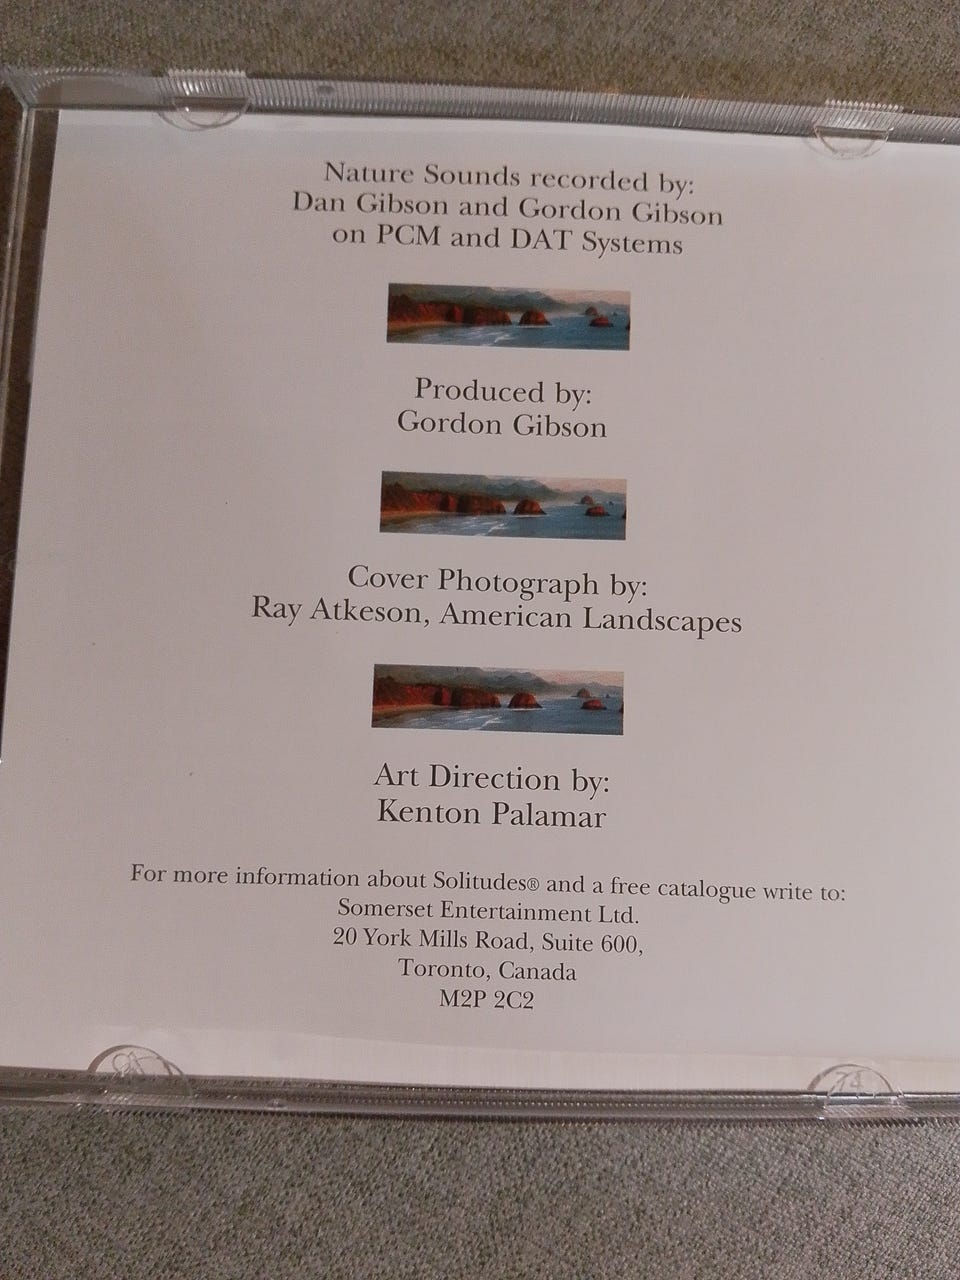 Nature Sounds recorded by:
Dan Gibson and Gordon Gibson
on PCM and DAT Systems
Produced by:
Gordon Gibson
Cover Photograph by:
Ray Atkeson, American Landscapes
Art Direction by:
Kenton Palamar
For more information about Solitudes® and a free catalogue write to:
Somerset Entertainment Ltd.
20 York Mills Road, Suite 600,
Toronto, Canada
M2P 2C2